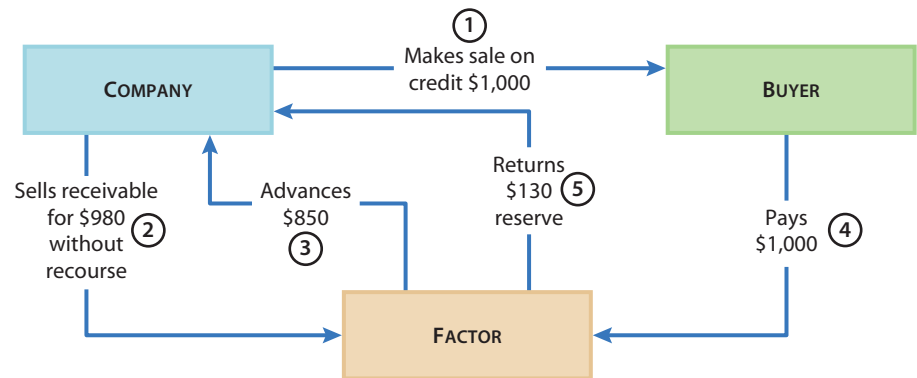 1
Makes sale on
credit $1,000
COMPANY
BUYER
Sells receivable
for $980
without
recourse
2
Advances
$850
3
Returns
$130
reserve
5
Pays
$1,000
4
FACTOR